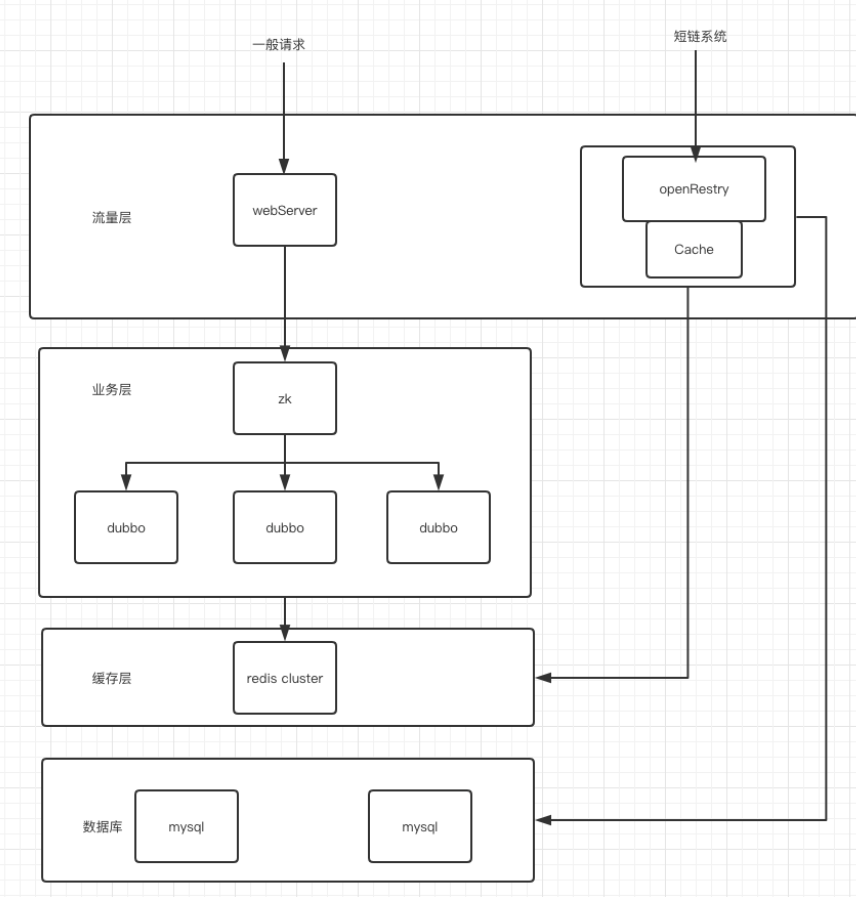 一般请求
短链系统
流量层
webServer
openRestry
Cache
业务层
zk
dubbo
dubbo
dubbo
缓存层
redis cluster
数据库
mysql
mysql